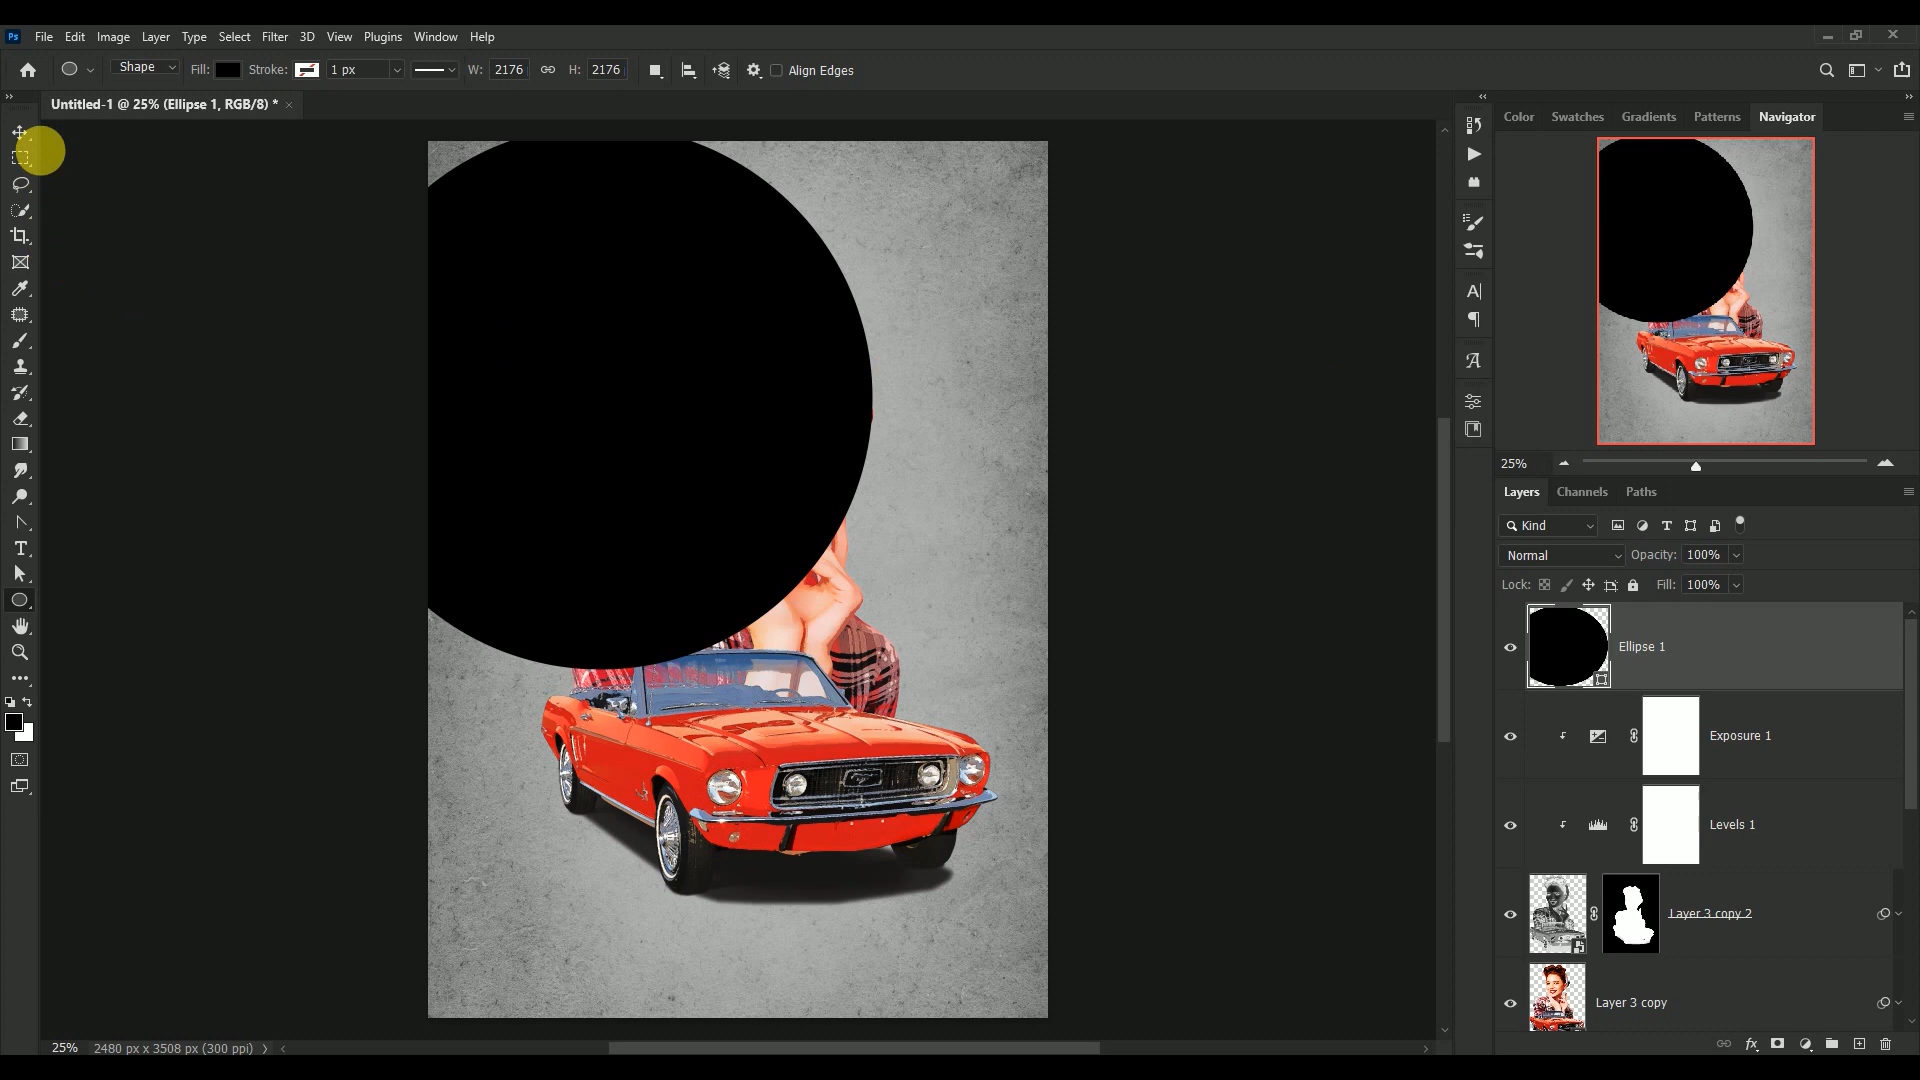 Ps File Edit Image Layer Type Select Filter 3D View Plugins Window Help
Shape Fill: Stroke: 1 px W: 2176 H: 2176 Align Edges
Untitled-1 @ 25% (Ellipse 1, RGB/8) * ×
Color Swatches Gradients Patterns Navigator
25%
Layers Channels Paths
Kind
Normal Opacity: 100%
Lock: Fill: 100%
Ellipse 1
Exposure 1
Levels 1
Layer 3 copy 2
Layer 3 copy
25% 2480 px x 3508 px (300 ppi)